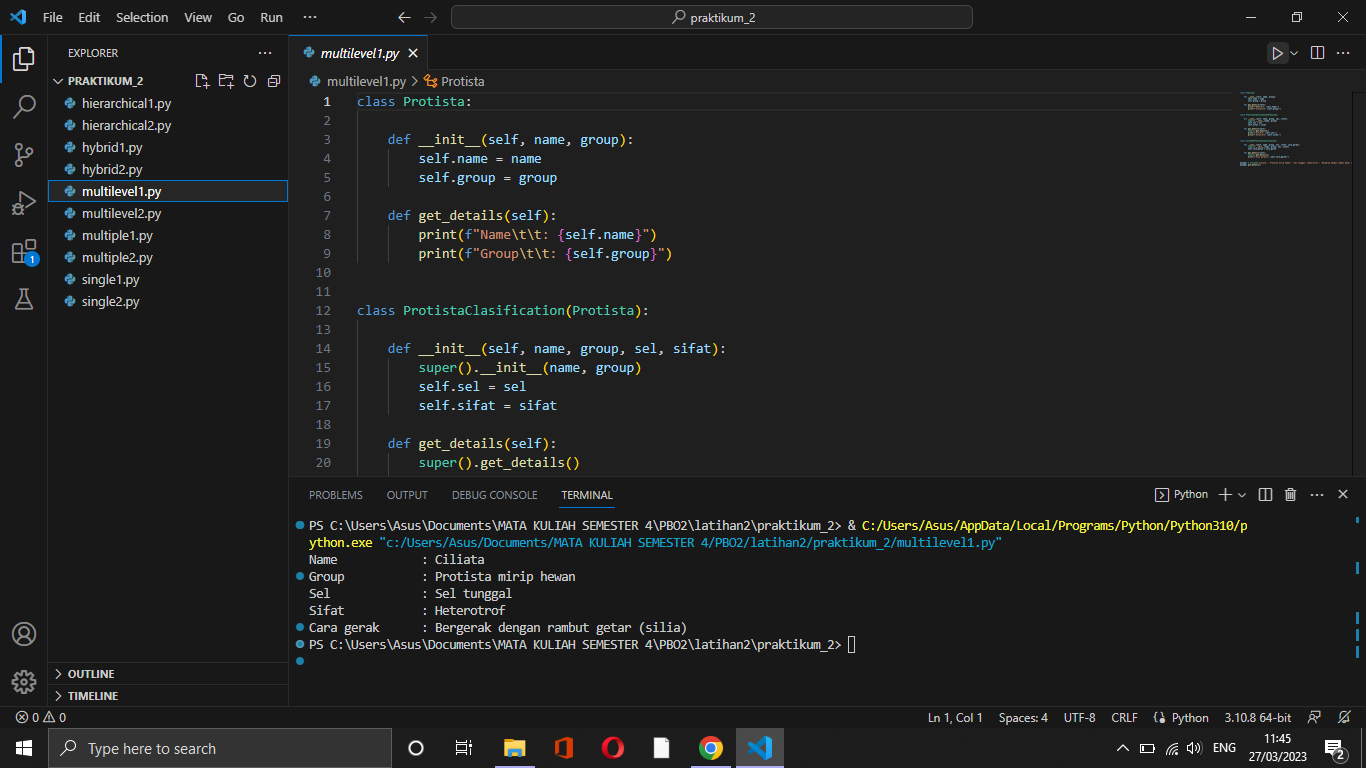 File Edit Selection View Go Run ··· praktikum_2
EXPLORER ···
PRAKTIKUM_2
hierarchical1.py
hierarchical2.py
hybrid1.py
hybrid2.py
multilevel1.py
multilevel2.py
multiple1.py
multiple2.py
single1.py
single2.py
OUTLINE
TIMELINE
1
multilevel1.py
multilevel1.py > Protista
1 class Protista:
2
3 def __init__(self, name, group):
4 self.name = name
5 self.group = group
6
7 def get_details(self):
8 print(f"Name\t\t: {self.name}")
9 print(f"Group\t\t: {self.group}")
10
11
12 class ProtistaClasification(Protista):
13
14 def __init__(self, name, group, sel, sifat):
15 super().__init__(name, group)
16 self.sel = sel
17 self.sifat = sifat
18
19 def get_details(self):
20 super().get_details()
PROBLEMS OUTPUT DEBUG CONSOLE TERMINAL Python
PS C:\Users\Asus\Documents\MATA KULIAH SEMESTER 4\PBO2\latihan2\praktikum_2> & C:/Users/Asus/AppData/Local/Programs/Python/Python310/p
ython.exe "c:/Users/Asus/Documents/MATA KULIAH SEMESTER 4/PBO2/latihan2/praktikum_2/multilevel1.py"
Name : Ciliata
Group : Protista mirip hewan
Sel : Sel tunggal
Sifat : Heterotrof
Cara gerak : Bergerak dengan rambut getar (silia)
PS C:\Users\Asus\Documents\MATA KULIAH SEMESTER 4\PBO2\latihan2\praktikum_2>
0 0 Ln 1, Col 1 Spaces: 4 UTF-8 CRLF Python 3.10.8 64-bit
Type here to search
ENG
11:45
27/03/2023
2